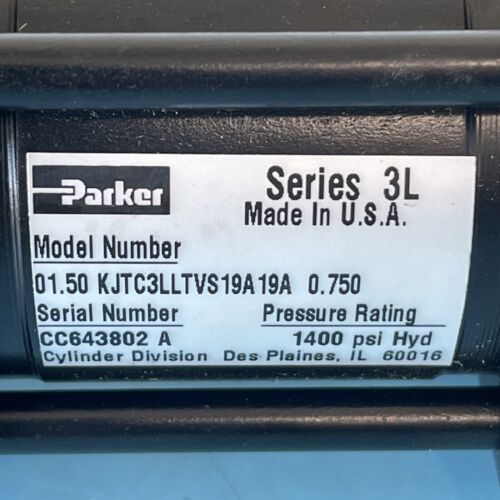 Parker
Series 3L
Made In U.S.A.
Model Number
01.50 KJTC3LLTVS19A19A 0.750
Serial Number Pressure Rating
CC643802 A 1400 psi Hyd
Cylinder Division Des Plaines, IL 60016